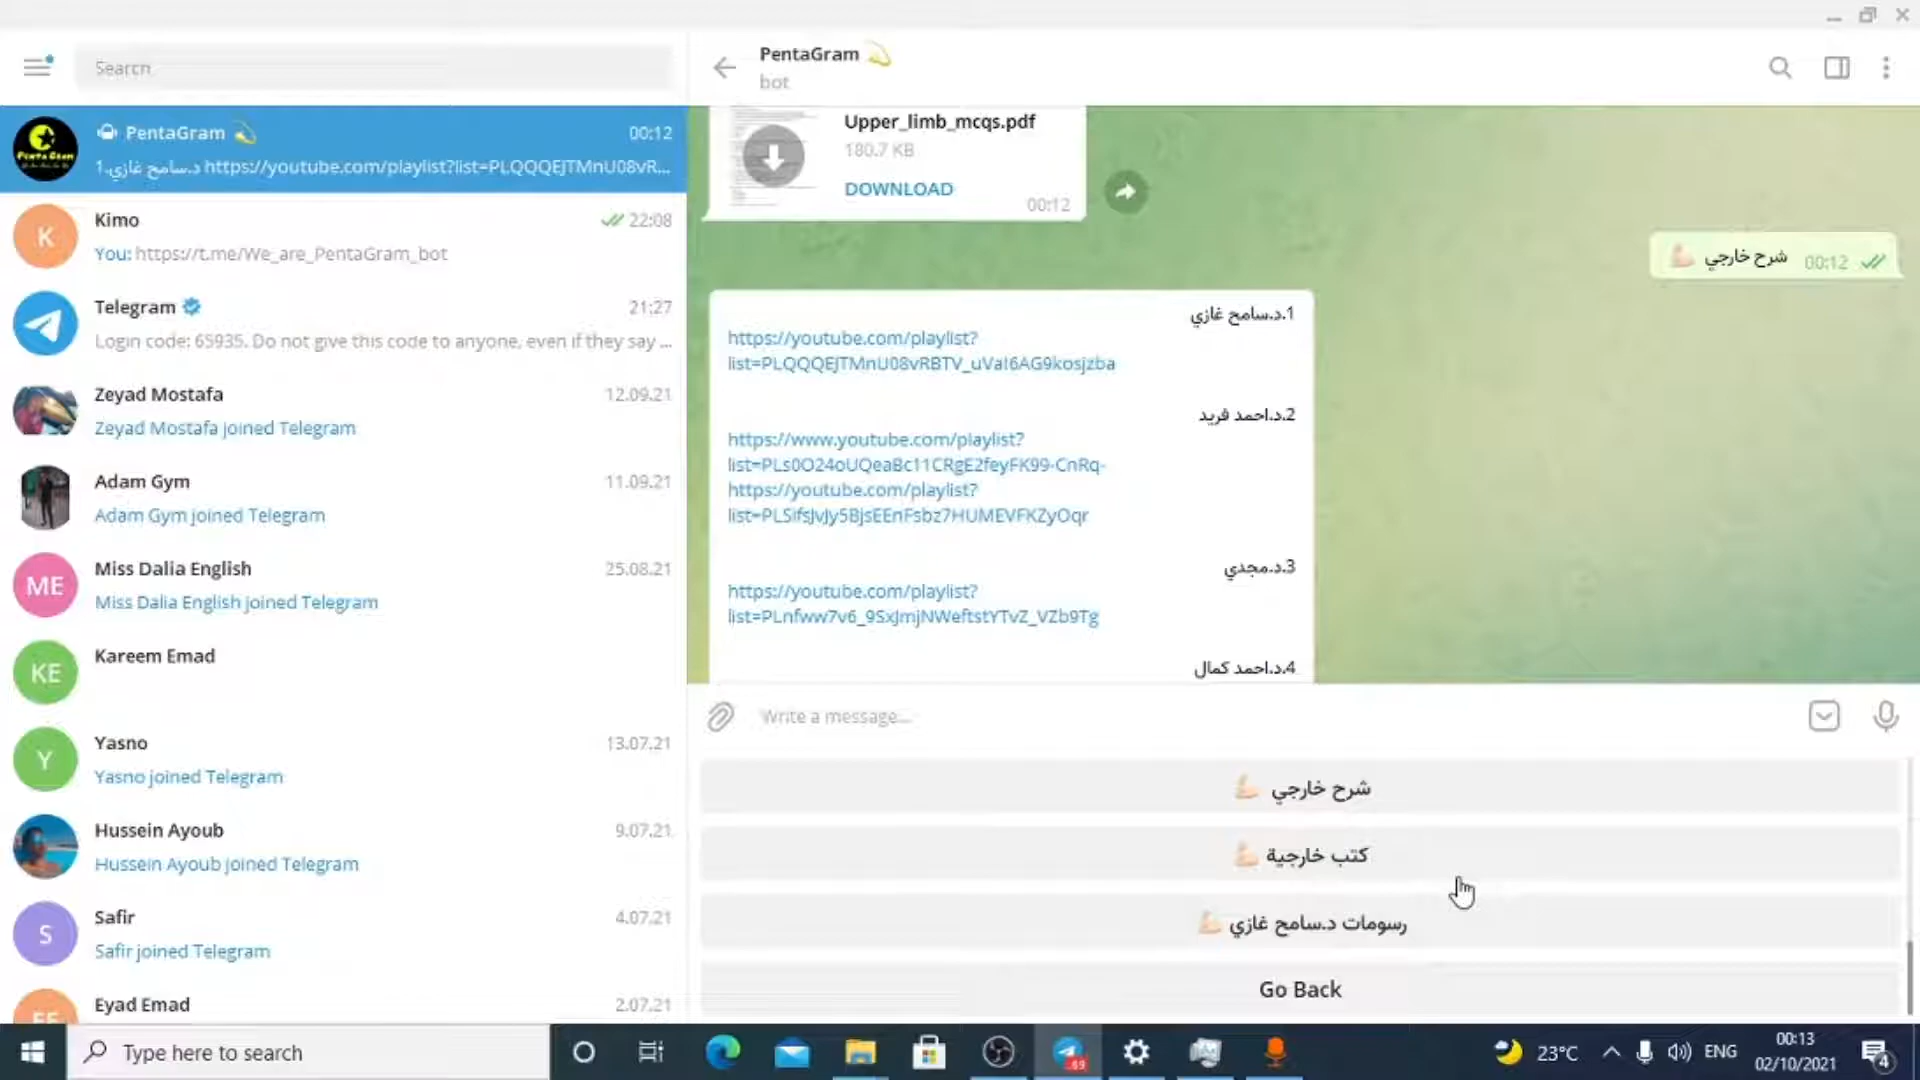 Search
PentaGram
bot
PentaGram
00:12
1.د.سامح غازي https://youtube.com/playlist?list=PLQQQEJTMnU08vR...
Kimo
22:08
You: https://t.me/We_are_PentaGram_bot
Telegram
21:27
Login code: 65935. Do not give this code to anyone, even if they say ...
Zeyad Mostafa
12.09.21
Zeyad Mostafa joined Telegram
Adam Gym
11.09.21
Adam Gym joined Telegram
ME
Miss Dalia English
25.08.21
Miss Dalia English joined Telegram
KE
Kareem Emad
Y
Yasno
13.07.21
Yasno joined Telegram
Hussein Ayoub
9.07.21
Hussein Ayoub joined Telegram
S
Safir
4.07.21
Safir joined Telegram
Eyad Emad
2.07.21
K
Upper_limb_mcqs.pdf
180.7 KB
DOWNLOAD
00:12
شرح خارجي
00:12
1.د.سامح غازي
https://youtube.com/playlist?
list=PLQQQEJTMnU08vRBTV_uVaI6AG9kosjzba
2.د.احمد فريد
https://www.youtube.com/playlist?
list=PLs0O24oUQeaBc11CRgE2feyFK99-CnRq-
https://youtube.com/playlist?
list=PLSifsJvJy5BjsEEnFsbz7HUMEVFKZyOqr
3.د.مجدي
https://youtube.com/playlist?
list=PLnfww7v6_9SxJmjNWeftstYTvZ_VZb9Tg
4.د.احمد كمال
Write a message...
شرح خارجي
كتب خارجية
رسومات د.سامح غازي
Go Back
Type here to search
23°C
ENG
00:13
02/10/2021
4